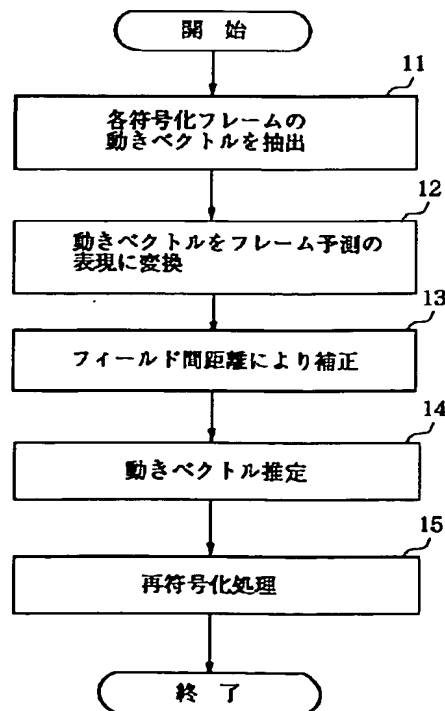 開 始
11
各符号化フレームの
動きベクトルを抽出
12
動きベクトルをフレーム予測の
表現に変換
13
フィールド間距離により補正
14
動きベクトル推定
15
再符号化処理
終 了